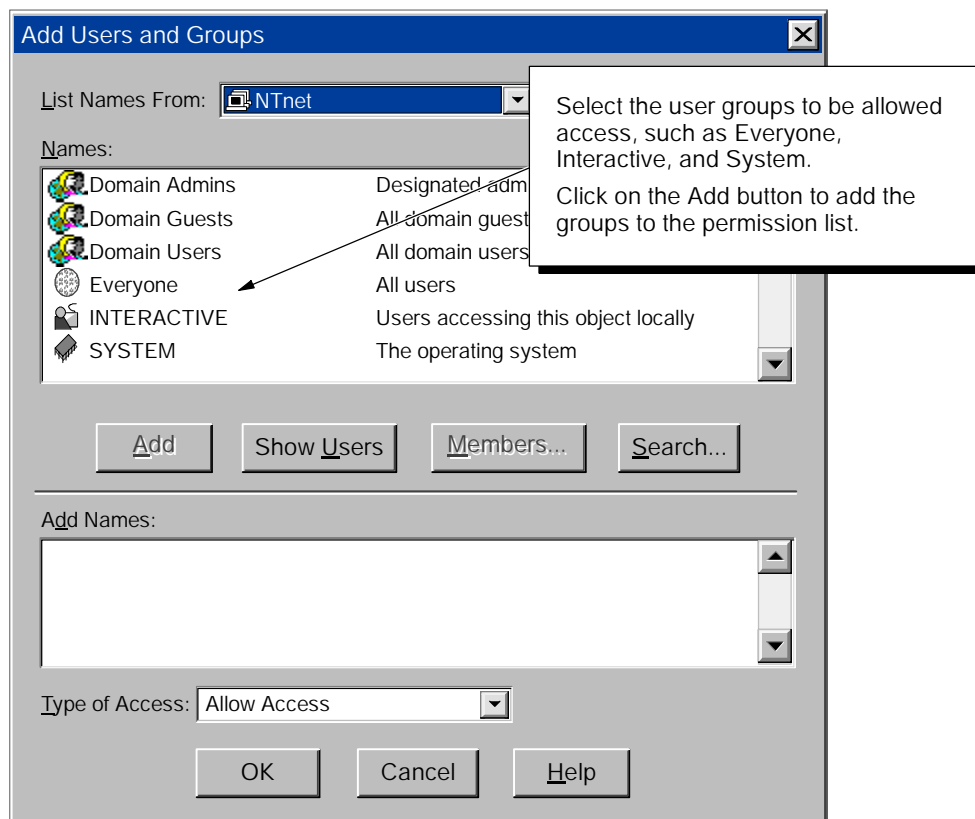 Add Users and Groups
List Names From: NTnet
Select the user groups to be allowed
access, such as Everyone,
Interactive, and System.
Click on the Add button to add the
groups to the permission list.
Names:
Domain Admins Designated adm
Domain Guests All domain guest
Domain Users All domain users
Everyone All users
INTERACTIVE Users accessing this object locally
SYSTEM The operating system
Add Show Users Members... Search...
Add Names:
Type of Access: Allow Access
OK Cancel Help